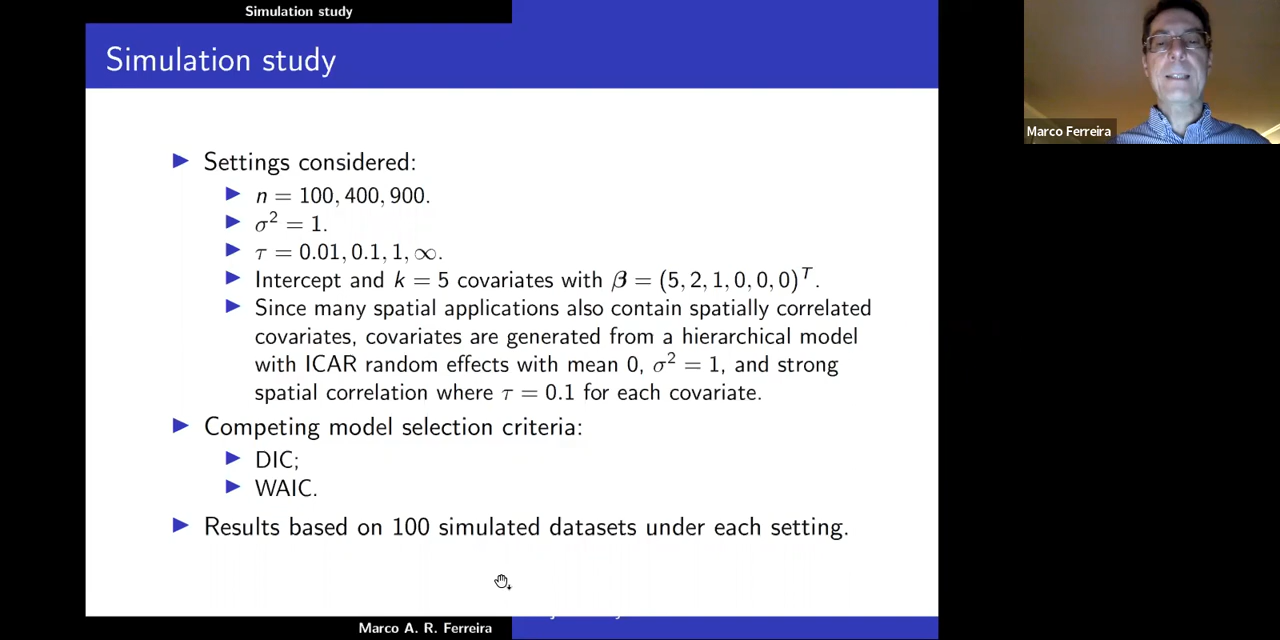 Simulation study
Simulation study
Marco Ferreira
▶ Settings considered:
▶ n = 100, 400, 900.
▶ σ² = 1.
▶ τ = 0.01, 0.1, 1, ∞.
▶ Intercept and k = 5 covariates with β = (5, 2, 1, 0, 0, 0)ᵀ.
▶ Since many spatial applications also contain spatially correlated
covariates, covariates are generated from a hierarchical model
with ICAR random effects with mean 0, σ² = 1, and strong
spatial correlation where τ = 0.1 for each covariate.
▶ Competing model selection criteria:
▶ DIC;
▶ WAIC.
▶ Results based on 100 simulated datasets under each setting.
Marco A. R. Ferreira